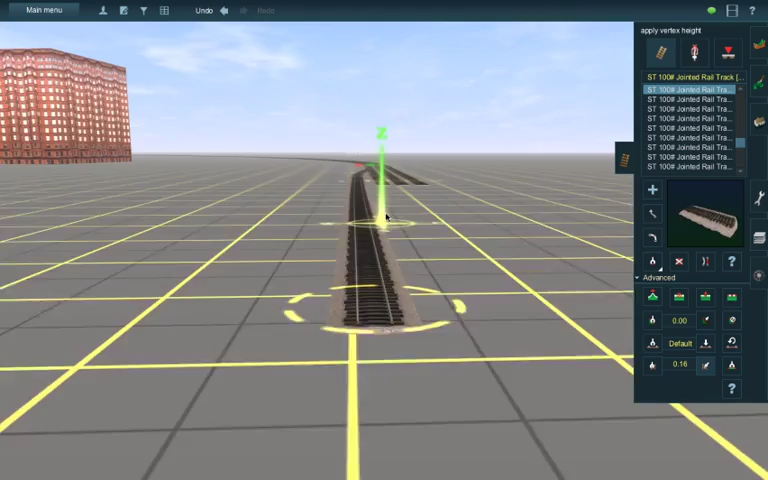 Main menu
Undo
Redo
?
apply vertex height
ST 100# Jointed Rail Track [...
ST 100# Jointed Rail Tra...
ST 100# Jointed Rail Tra...
ST 100# Jointed Rail Tra...
ST 100# Jointed Rail Tra...
ST 100# Jointed Rail Tra...
ST 100# Jointed Rail Tra...
ST 100# Jointed Rail Tra...
ST 100# Jointed Rail Tra...
ST 100# Jointed Rail Tra...
Z
?
Advanced
0.00
Default
0.16
?